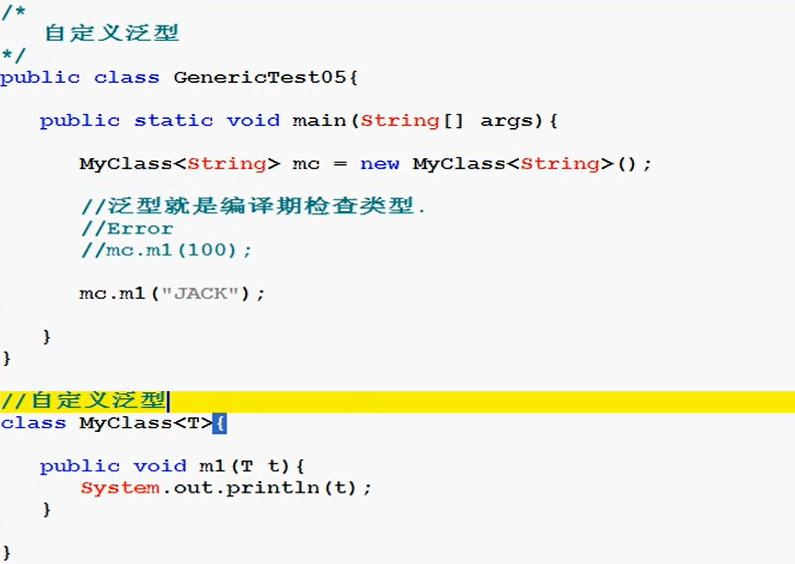 /*
自定义泛型
*/
public class GenericTest05{
public static void main(String[] args){
MyClass<String> mc = new MyClass<String>();
//泛型就是编译期检查类型.
//Error
//mc.m1(100);
mc.m1("JACK");
}
}
//自定义泛型
class MyClass<T>{
public void m1(T t){
System.out.println(t);
}
}